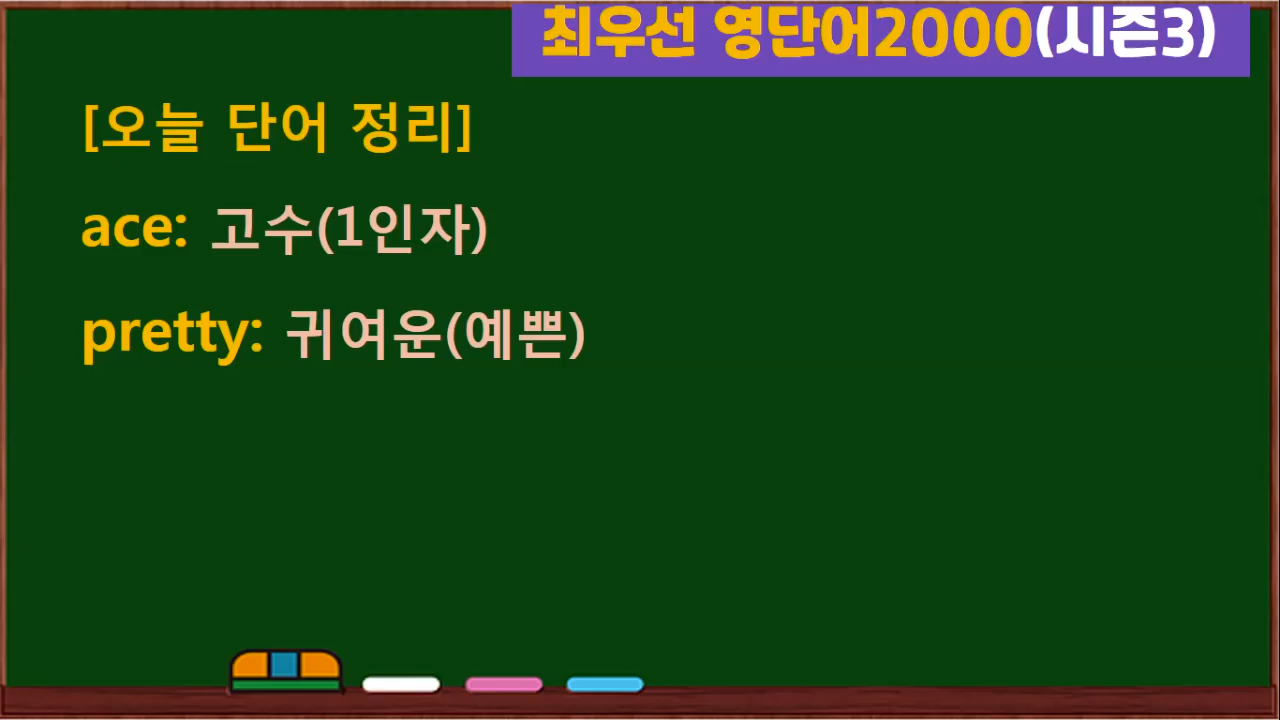 최우선 영단어2000(시즌3)
[오늘 단어 정리]
ace: 고수(1인자)
pretty: 귀여운(예쁜)